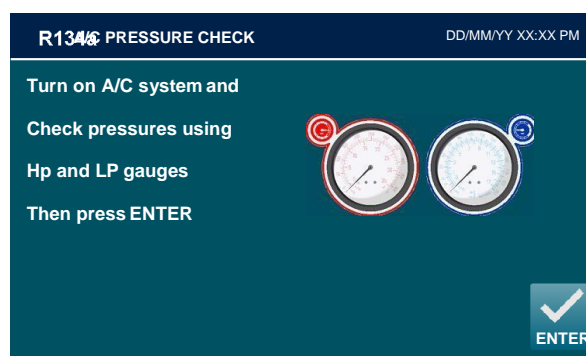 R134a A/C PRESSURE CHECK
DD/MM/YY XX:XX PM
Turn on A/C system and
Check pressures using
Hp and LP gauges
Then press ENTER
ENTER